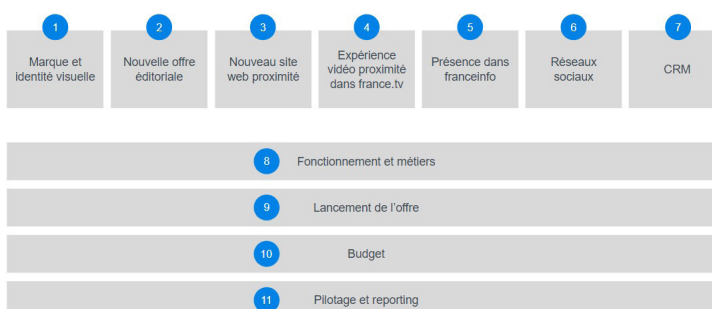 1
2
3
4
5
6
7
Marque et
identité visuelle
Nouvelle offre
éditoriale
Nouveau site
web proximité
Expérience
vidéo proximité
dans france.tv
Présence dans
franceinfo
Réseaux
sociaux
CRM
8 Fonctionnement et métiers
9 Lancement de l'offre
10 Budget
11 Pilotage et reporting